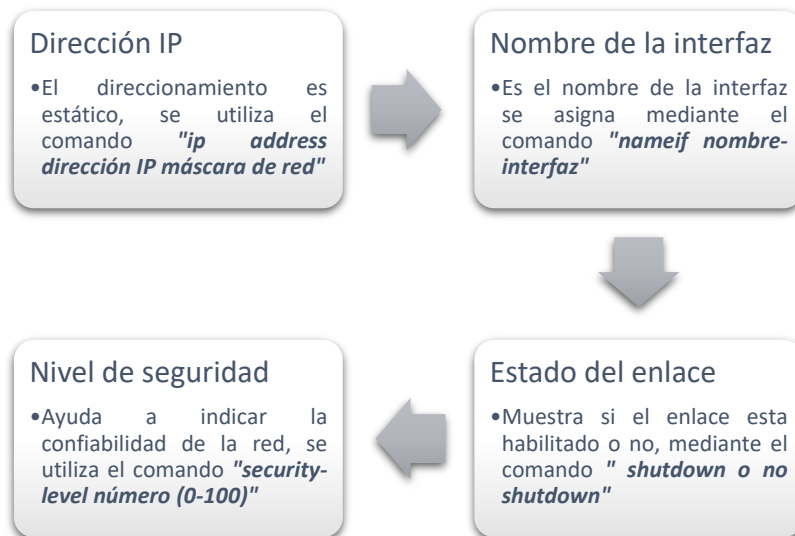 Dirección IP
•El direccionamiento es
estático, se utiliza el
comando "ip address
dirección IP máscara de red"
Nombre de la interfaz
•Es el nombre de la interfaz
se asigna mediante el
comando "nameif nombre-
interfaz"
Estado del enlace
•Muestra si el enlace esta
habilitado o no, mediante el
comando " shutdown o no
shutdown"
Nivel de seguridad
•Ayuda a indicar la
confiabilidad de la red, se
utiliza el comando "security-
level número (0-100)"